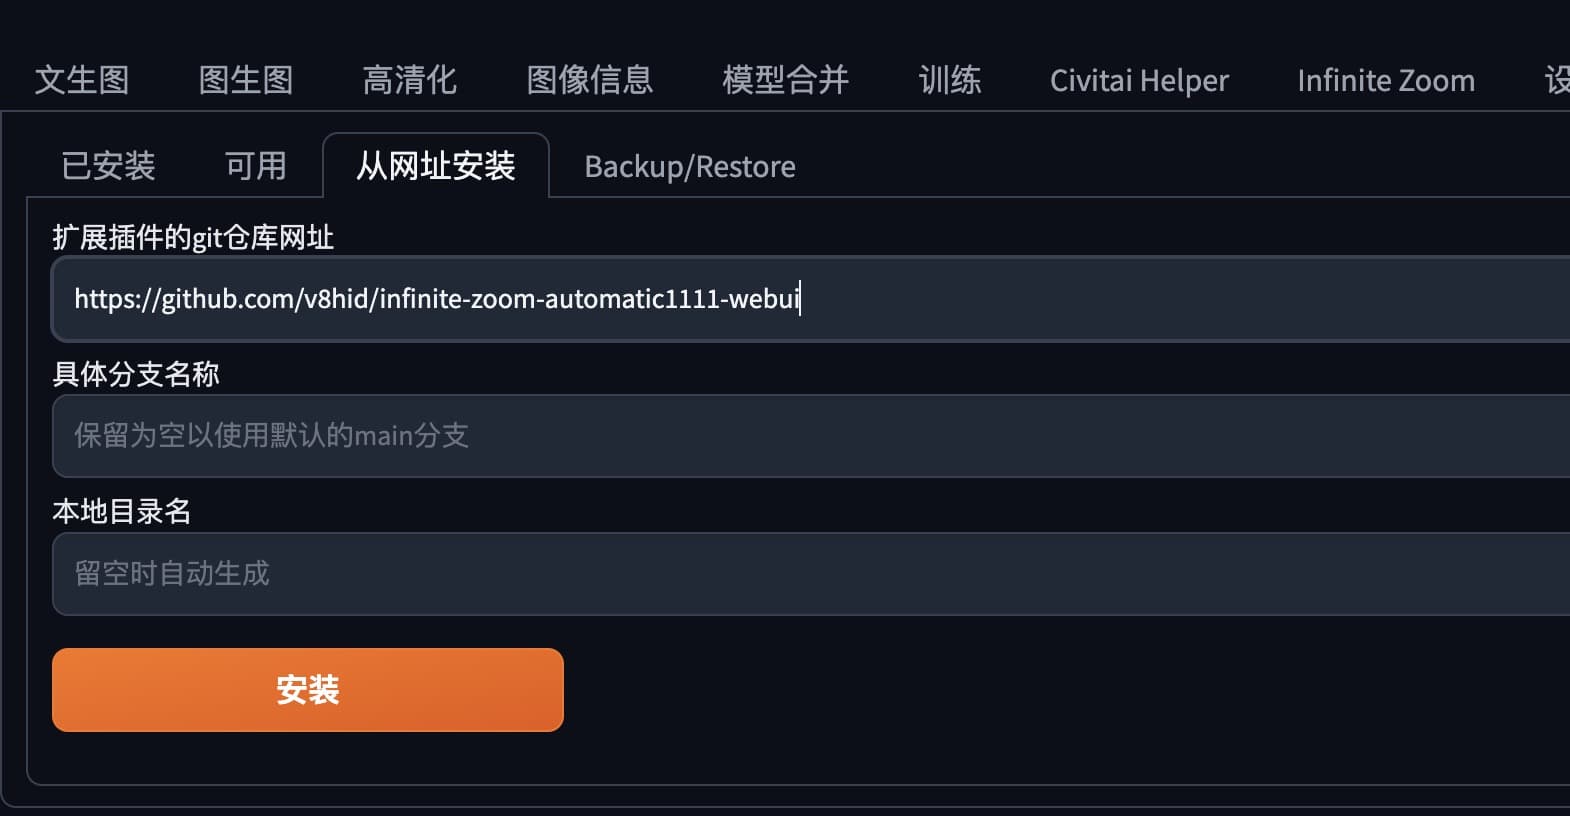 文生图 图生图 高清化 图像信息 模型合并 训练 Civitai Helper Infinite Zoom 设
已安装 可用 从网址安装 Backup/Restore
扩展插件的git仓库网址
https://github.com/v8hid/infinite-zoom-automatic1111-webui
具体分支名称
保留为空以使用默认的main分支
本地目录名
留空时自动生成
安装